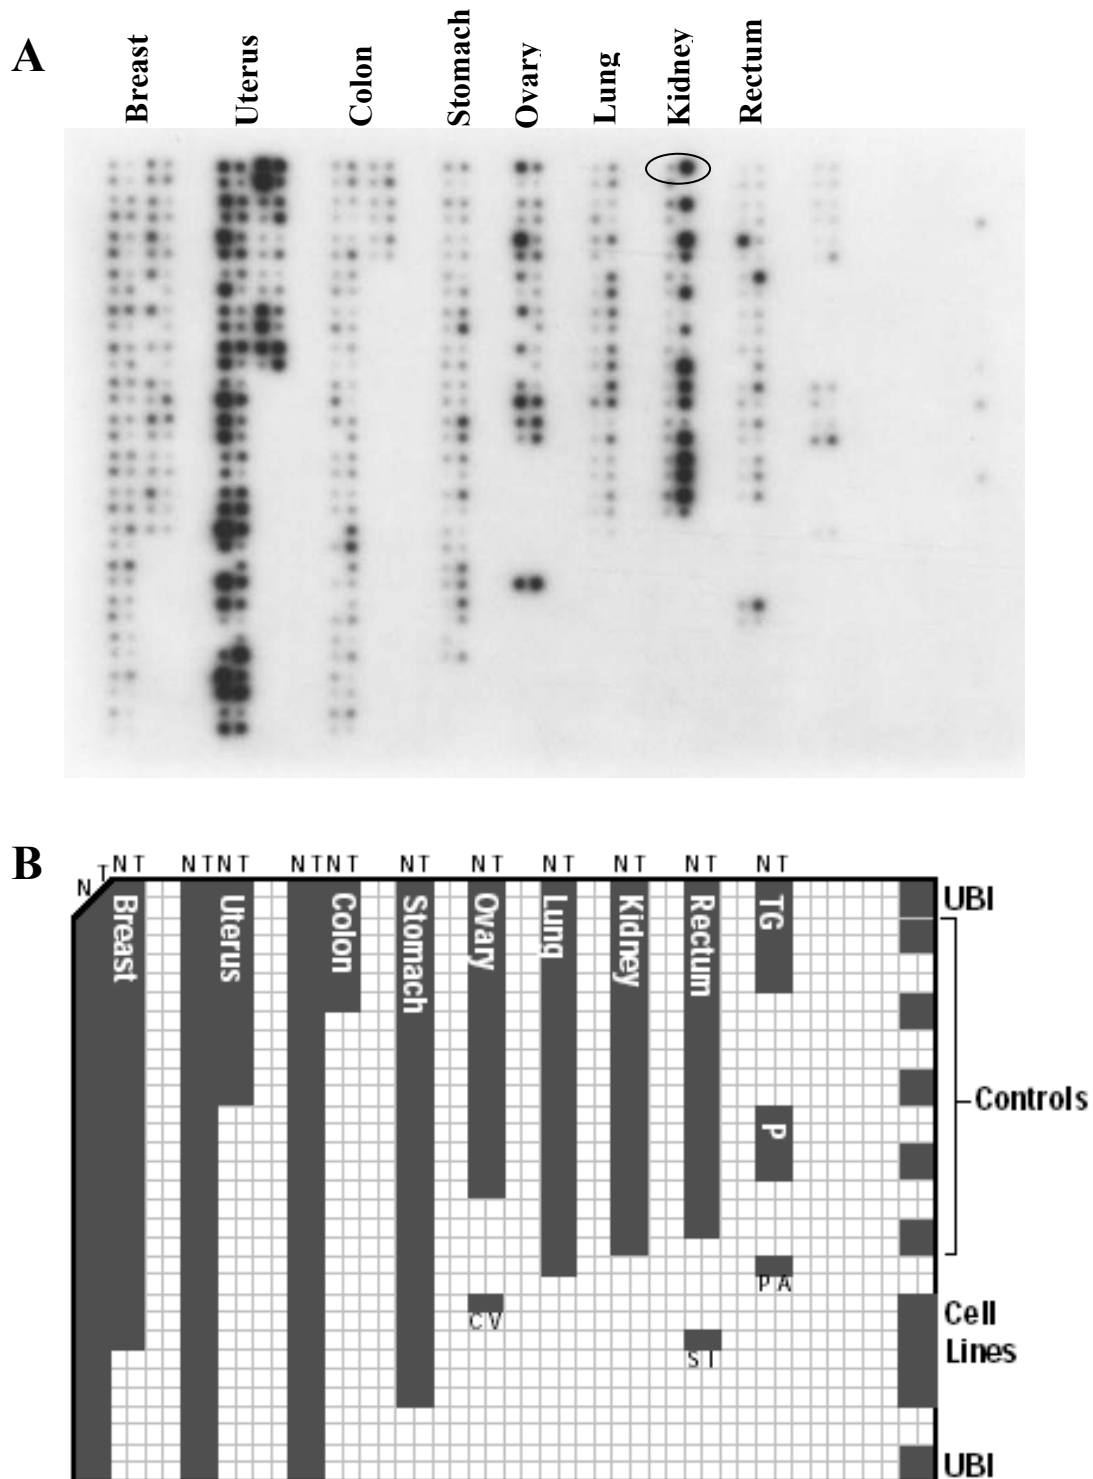 A
Breast Uterus Colon Stomach Ovary Lung Kidney Rectum
B
N T N T N T N T N T N T N T N T N T N T N T N T
Breast Uterus Colon Stomach Ovary Lung Kidney Rectum TG
UBI
Controls
P
P A
C V
S I
Cell
Lines
UBI